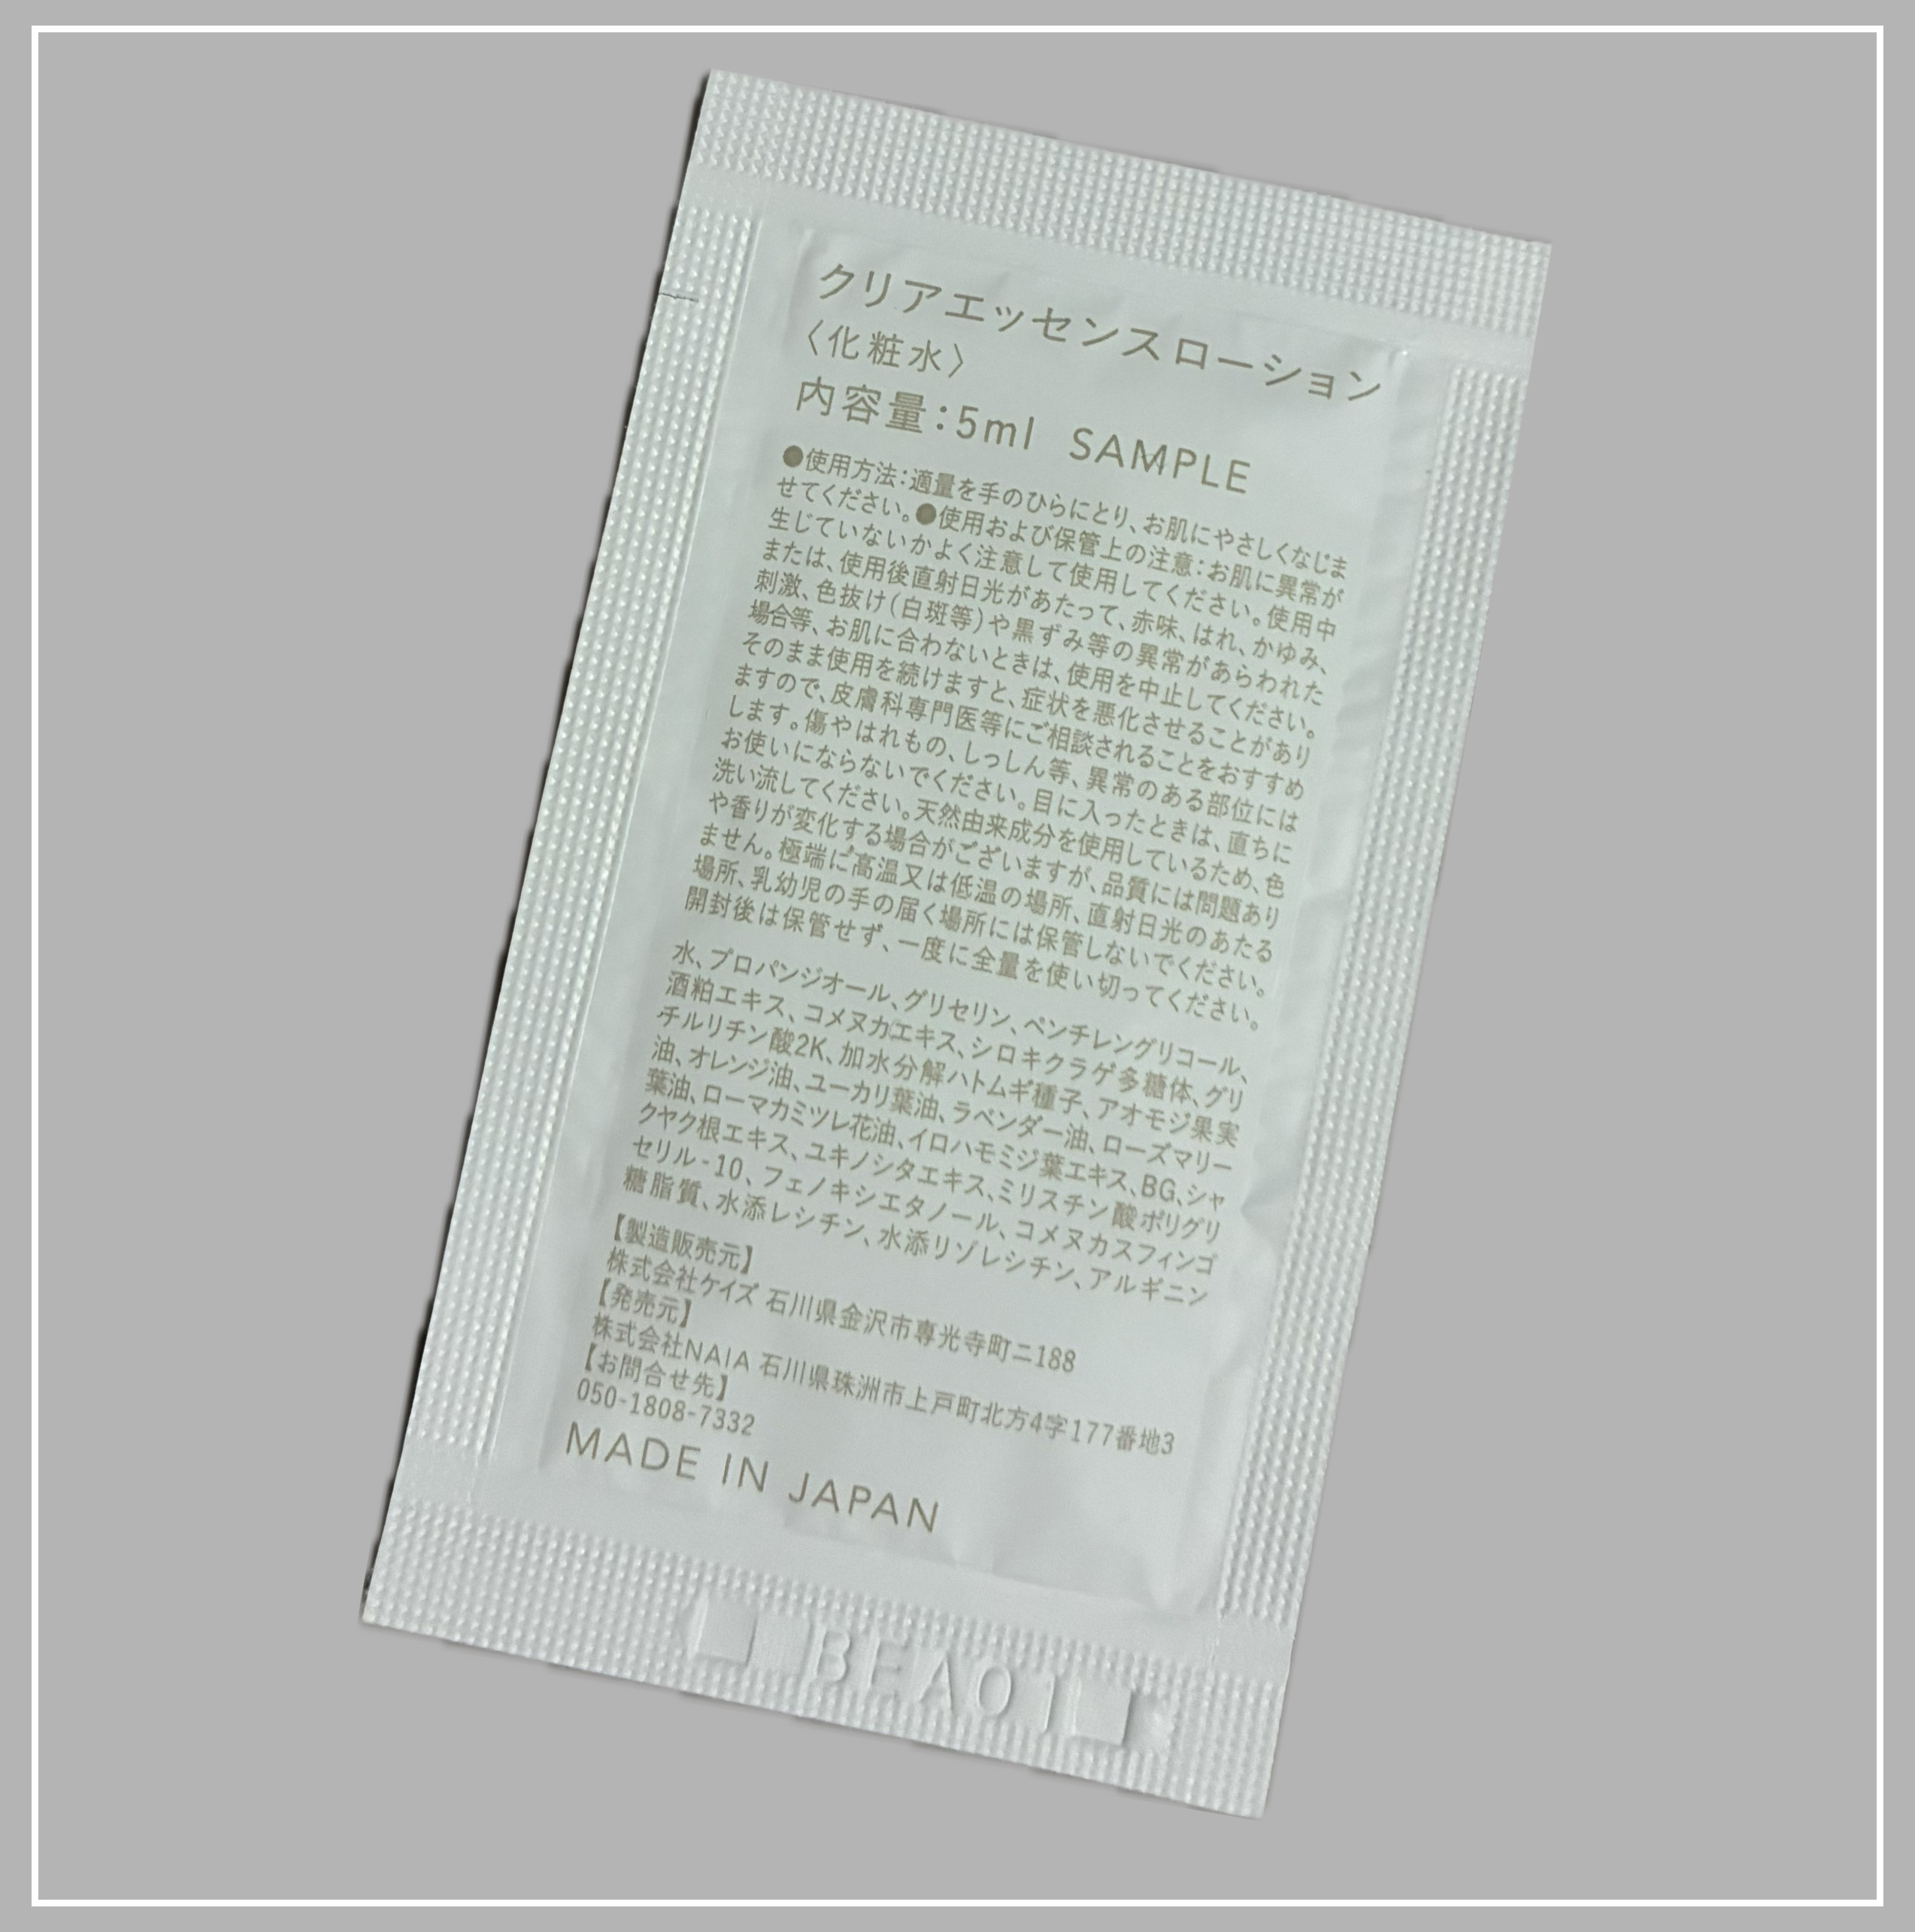 クリアエッセンスローション
〈化粧水〉
内容量：5ml SAMPLE
●使用方法：適量を手のひらにとり、お肌にやさしくなじま
せてください。●使用および保管上の注意：お肌に異常が
生じていないかよく注意して使用してください。使用中
または、使用後直射日光があたって、赤味、はれ、かゆみ、
刺激、色抜け（白斑等）や黒ずみ等の異常があらわれた
場合等、お肌に合わないときは、使用を中止してください。
そのまま使用を続けますと、症状を悪化させることがあり
ますので、皮膚科専門医等にご相談されることをおすすめ
します。傷やはれもの、しっしん等、異常のある部位には
お使いにならないでください。目に入ったときは、直ちに
洗い流してください。天然由来成分を使用しているため、色
や香りが変化する場合がございますが、品質には問題あり
ません。極端に高温又は低温の場所、直射日光のあたる
場所、乳幼児の手の届く場所には保管しないでください。
開封後は保管せず、一度に全量を使い切ってください。
水、プロパンジオール、グリセリン、ペンチレングリコール、
酒粕エキス、コメヌカエキス、シロキクラゲ多糖体、グリ
チルリチン酸2K、加水分解ハトムギ種子、アオモジ果実
油、オレンジ油、ユーカリ葉油、ラベンダー油、ローズマリー
葉油、ローマカミツレ花油、イロハモミジ葉エキス、BG、シャ
クヤク根エキス、ユキノシタエキス、ミリスチン酸ポリグリ
セリル-10、フェノキシエタノール、コメヌカスフィンゴ
糖脂質、水添レシチン、水添リゾレシチン、アルギニン
【製造販売元】
株式会社ケイズ 石川県金沢市専光寺町ニ188
【発売元】
株式会社NAIA 石川県珠洲市上戸町北方4字177番地3
【お問合せ先】
050-1808-7332
MADE IN JAPAN
BEA01